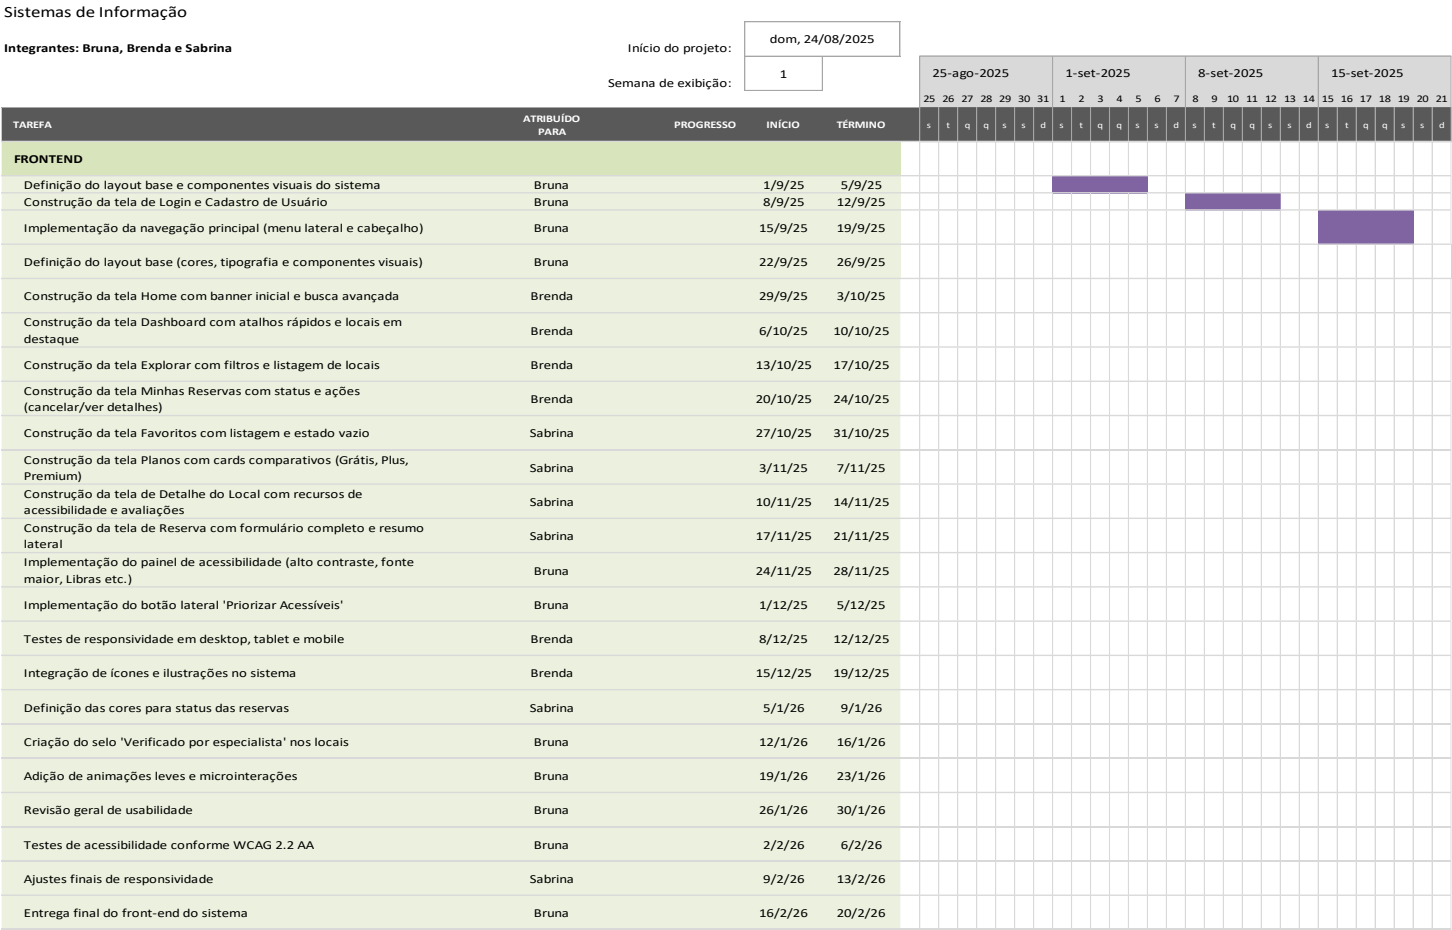 Sistemas de Informação
Integrantes: Bruna, Brenda e Sabrina
Início do projeto: dom, 24/08/2025
Semana de exibição: 1
25-ago-2025 1-set-2025 8-set-2025 15-set-2025
25 26 27 28 29 30 31 1 2 3 4 5 6 7 8 9 10 11 12 13 14 15 16 17 18 19 20 21
TAREFA ATRIBUÍDO PARA PROGRESSO INÍCIO TÉRMINO s t q q s s d s t q q s s d s t q q s s d s t q q s s d
FRONTEND
Definição do layout base e componentes visuais do sistema Bruna 1/9/25 5/9/25
Construção da tela de Login e Cadastro de Usuário Bruna 8/9/25 12/9/25
Implementação da navegação principal (menu lateral e cabeçalho) Bruna 15/9/25 19/9/25
Definição do layout base (cores, tipografia e componentes visuais) Bruna 22/9/25 26/9/25
Construção da tela Home com banner inicial e busca avançada Brenda 29/9/25 3/10/25
Construção da tela Dashboard com atalhos rápidos e locais em
destaque Brenda 6/10/25 10/10/25
Construção da tela Explorar com filtros e listagem de locais Brenda 13/10/25 17/10/25
Construção da tela Minhas Reservas com status e ações
(cancelar/ver detalhes) Brenda 20/10/25 24/10/25
Construção da tela Favoritos com listagem e estado vazio Sabrina 27/10/25 31/10/25
Construção da tela Planos com cards comparativos (Grátis, Plus,
Premium) Sabrina 3/11/25 7/11/25
Construção da tela de Detalhe do Local com recursos de
acessibilidade e avaliações Sabrina 10/11/25 14/11/25
Construção da tela de Reserva com formulário completo e resumo
lateral Sabrina 17/11/25 21/11/25
Implementação do painel de acessibilidade (alto contraste, fonte
maior, Libras etc.) Bruna 24/11/25 28/11/25
Implementação do botão lateral 'Priorizar Acessíveis' Bruna 1/12/25 5/12/25
Testes de responsividade em desktop, tablet e mobile Brenda 8/12/25 12/12/25
Integração de ícones e ilustrações no sistema Brenda 15/12/25 19/12/25
Definição das cores para status das reservas Sabrina 5/1/26 9/1/26
Criação do selo 'Verificado por especialista' nos locais Bruna 12/1/26 16/1/26
Adição de animações leves e microinterações Bruna 19/1/26 23/1/26
Revisão geral de usabilidade Bruna 26/1/26 30/1/26
Testes de acessibilidade conforme WCAG 2.2 AA Bruna 2/2/26 6/2/26
Ajustes finais de responsividade Sabrina 9/2/26 13/2/26
Entrega final do front-end do sistema Bruna 16/2/26 20/2/26